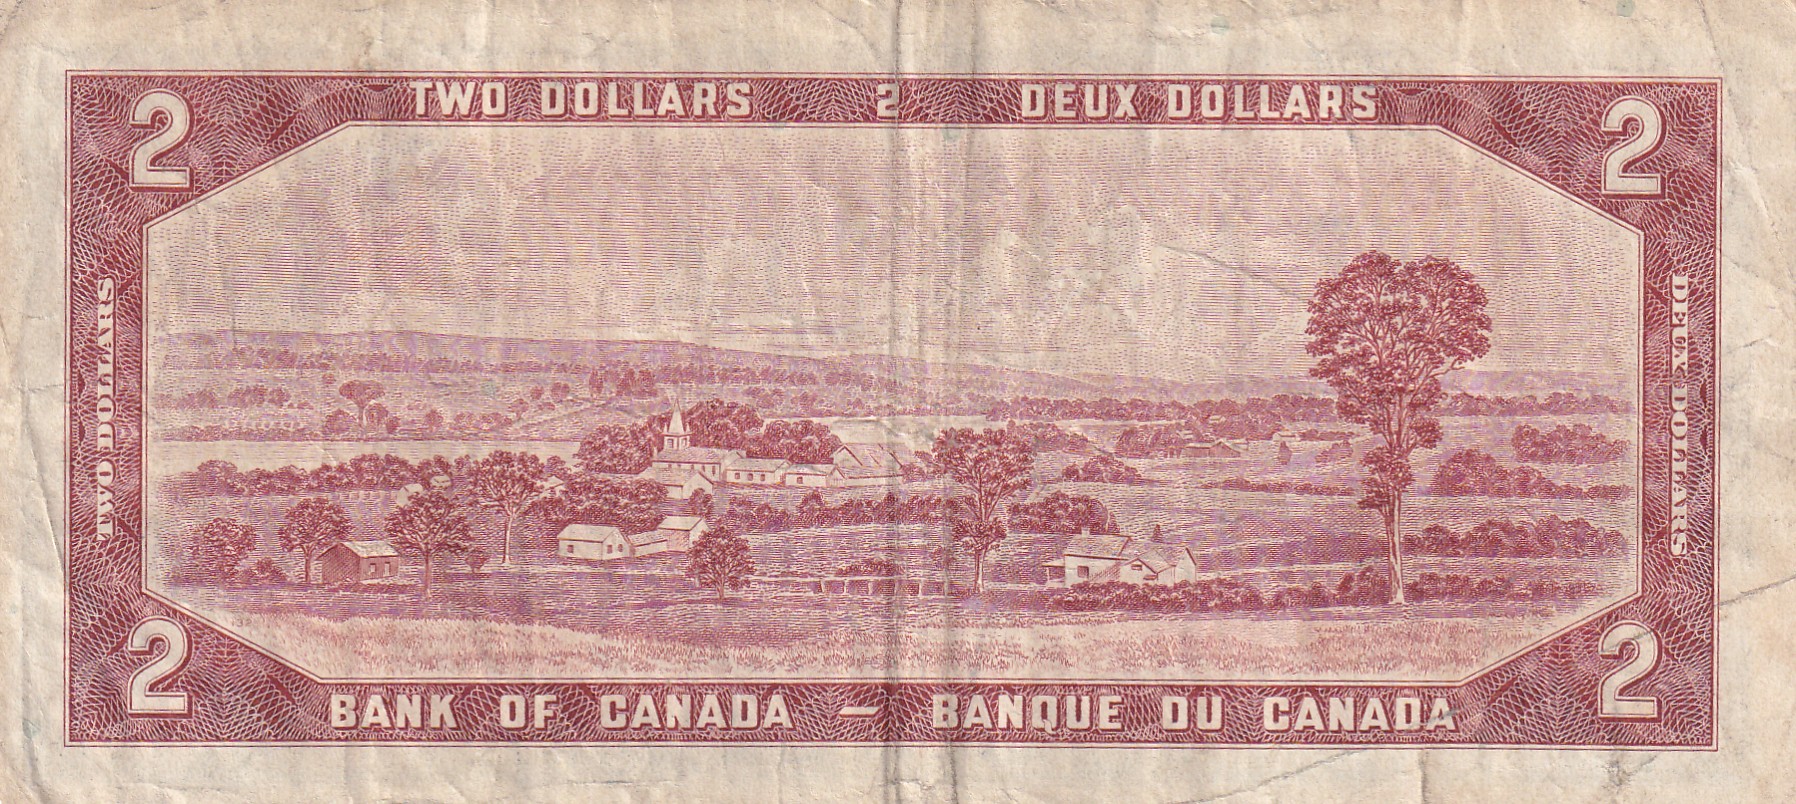 TWO DOLLARS 2 DEUX DOLLARS
2 2
TWO DOLLARS
DEUX DOLLARS
2 2
BANK OF CANADA — BANQUE DU CANADA